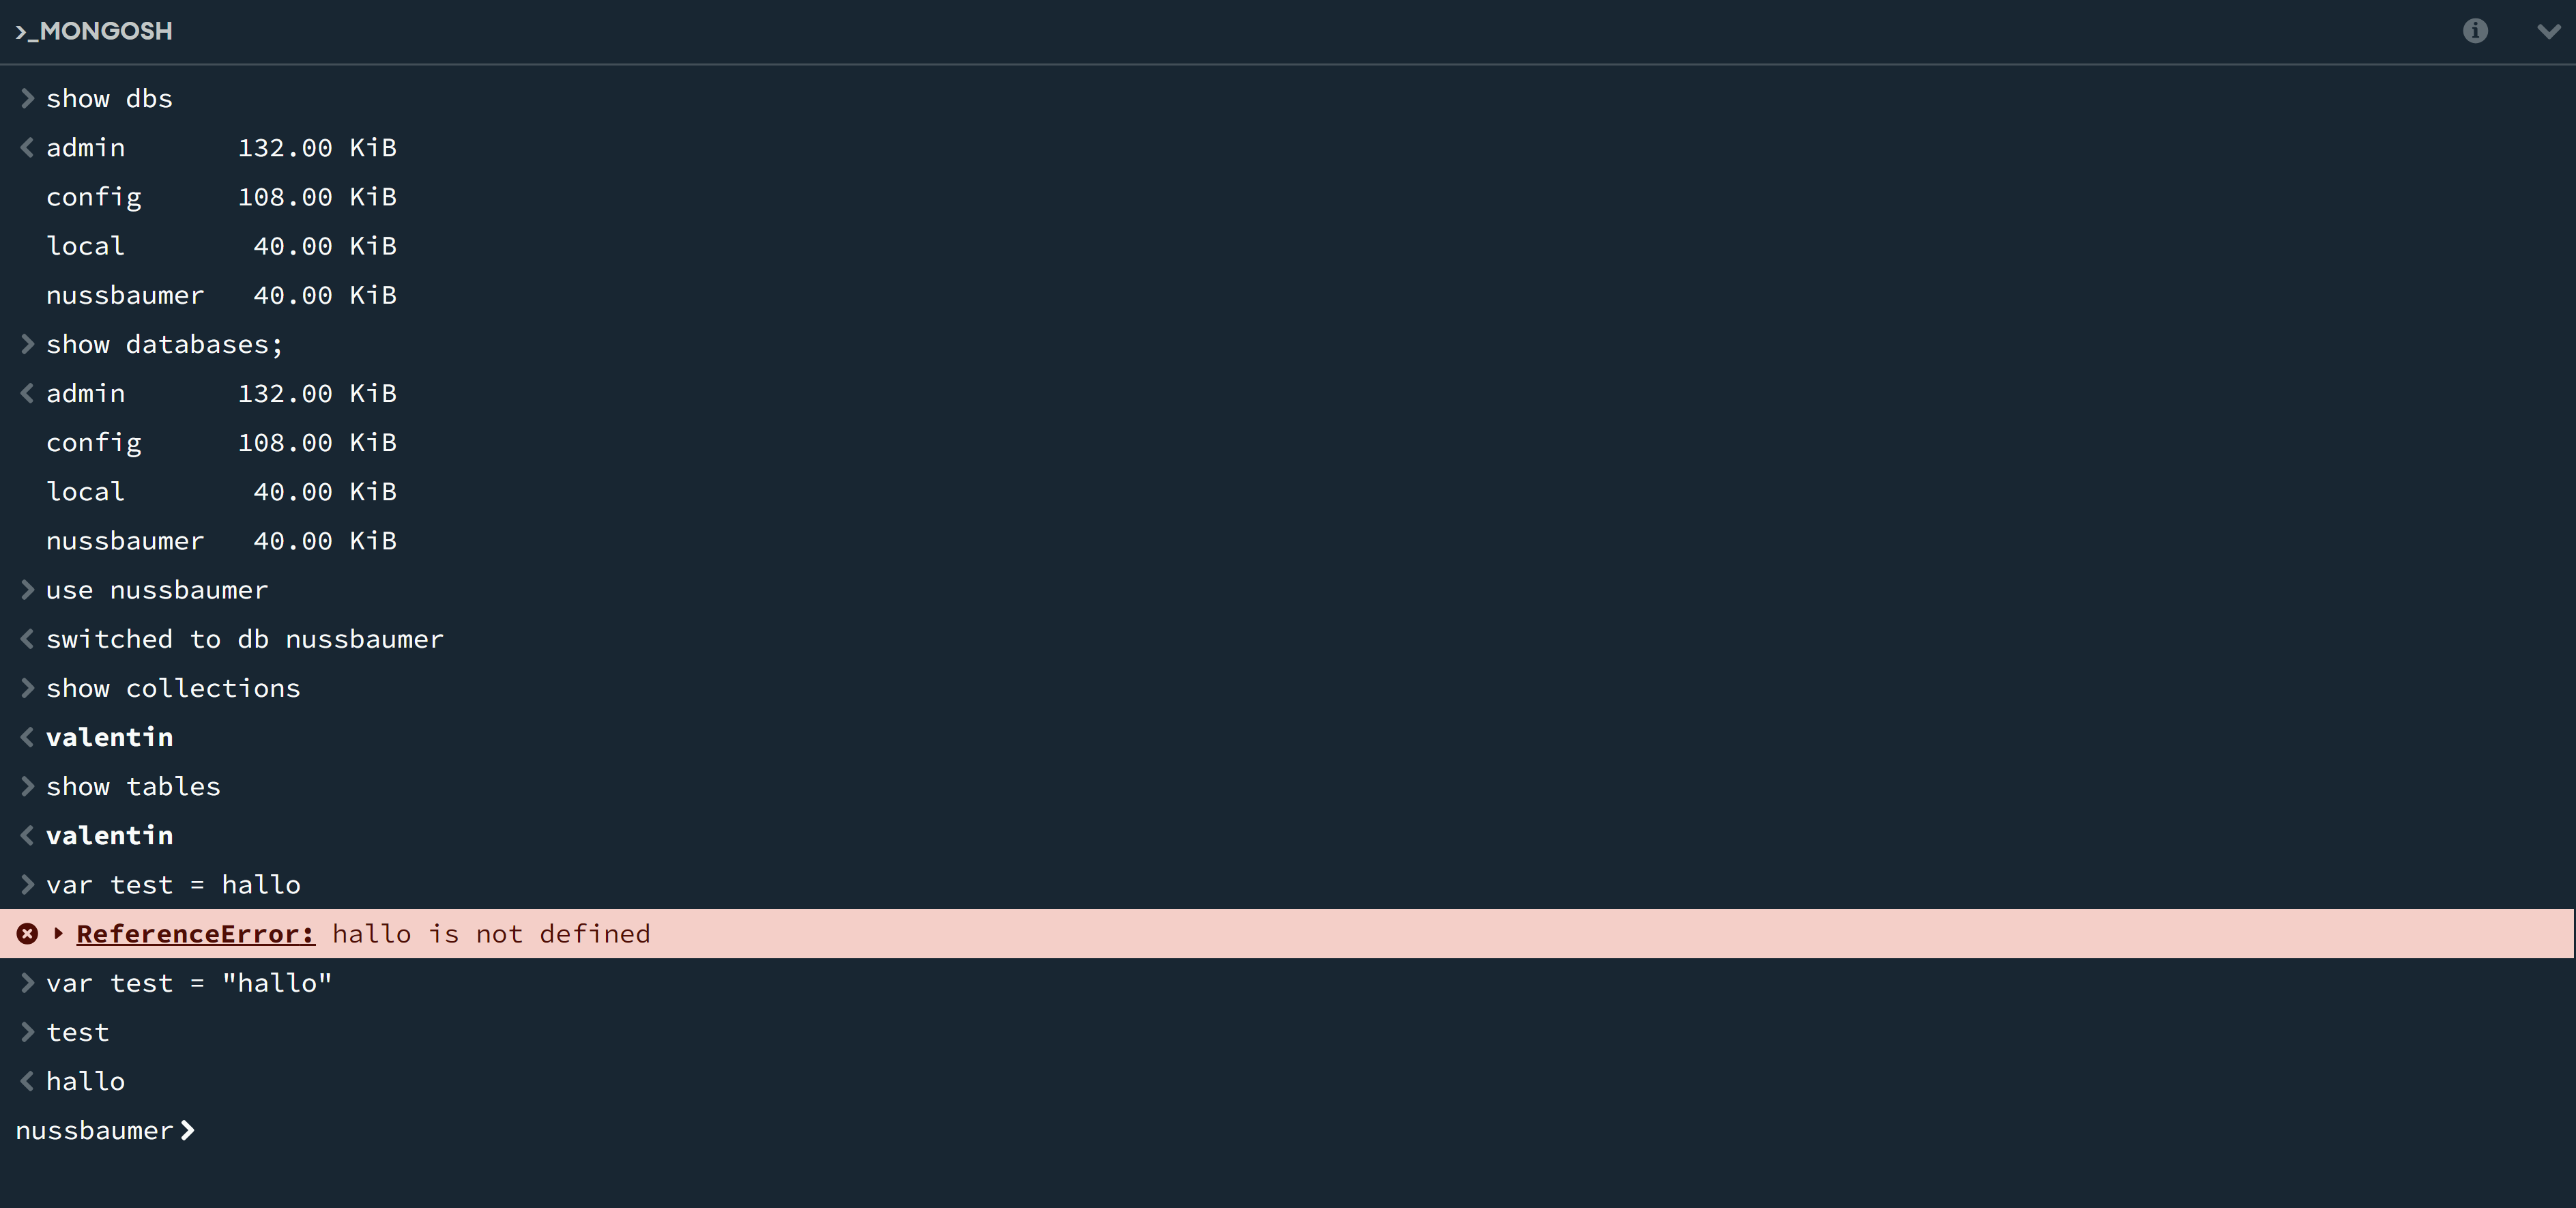 >_MONGOSH
> show dbs
< admin       132.00 KiB
config      108.00 KiB
local        40.00 KiB
nussbaumer   40.00 KiB
> show databases;
< admin       132.00 KiB
config      108.00 KiB
local        40.00 KiB
nussbaumer   40.00 KiB
> use nussbaumer
< switched to db nussbaumer
> show collections
< valentin
> show tables
< valentin
> var test = hallo
ReferenceError: hallo is not defined
> var test = "hallo"
> test
< hallo
nussbaumer>